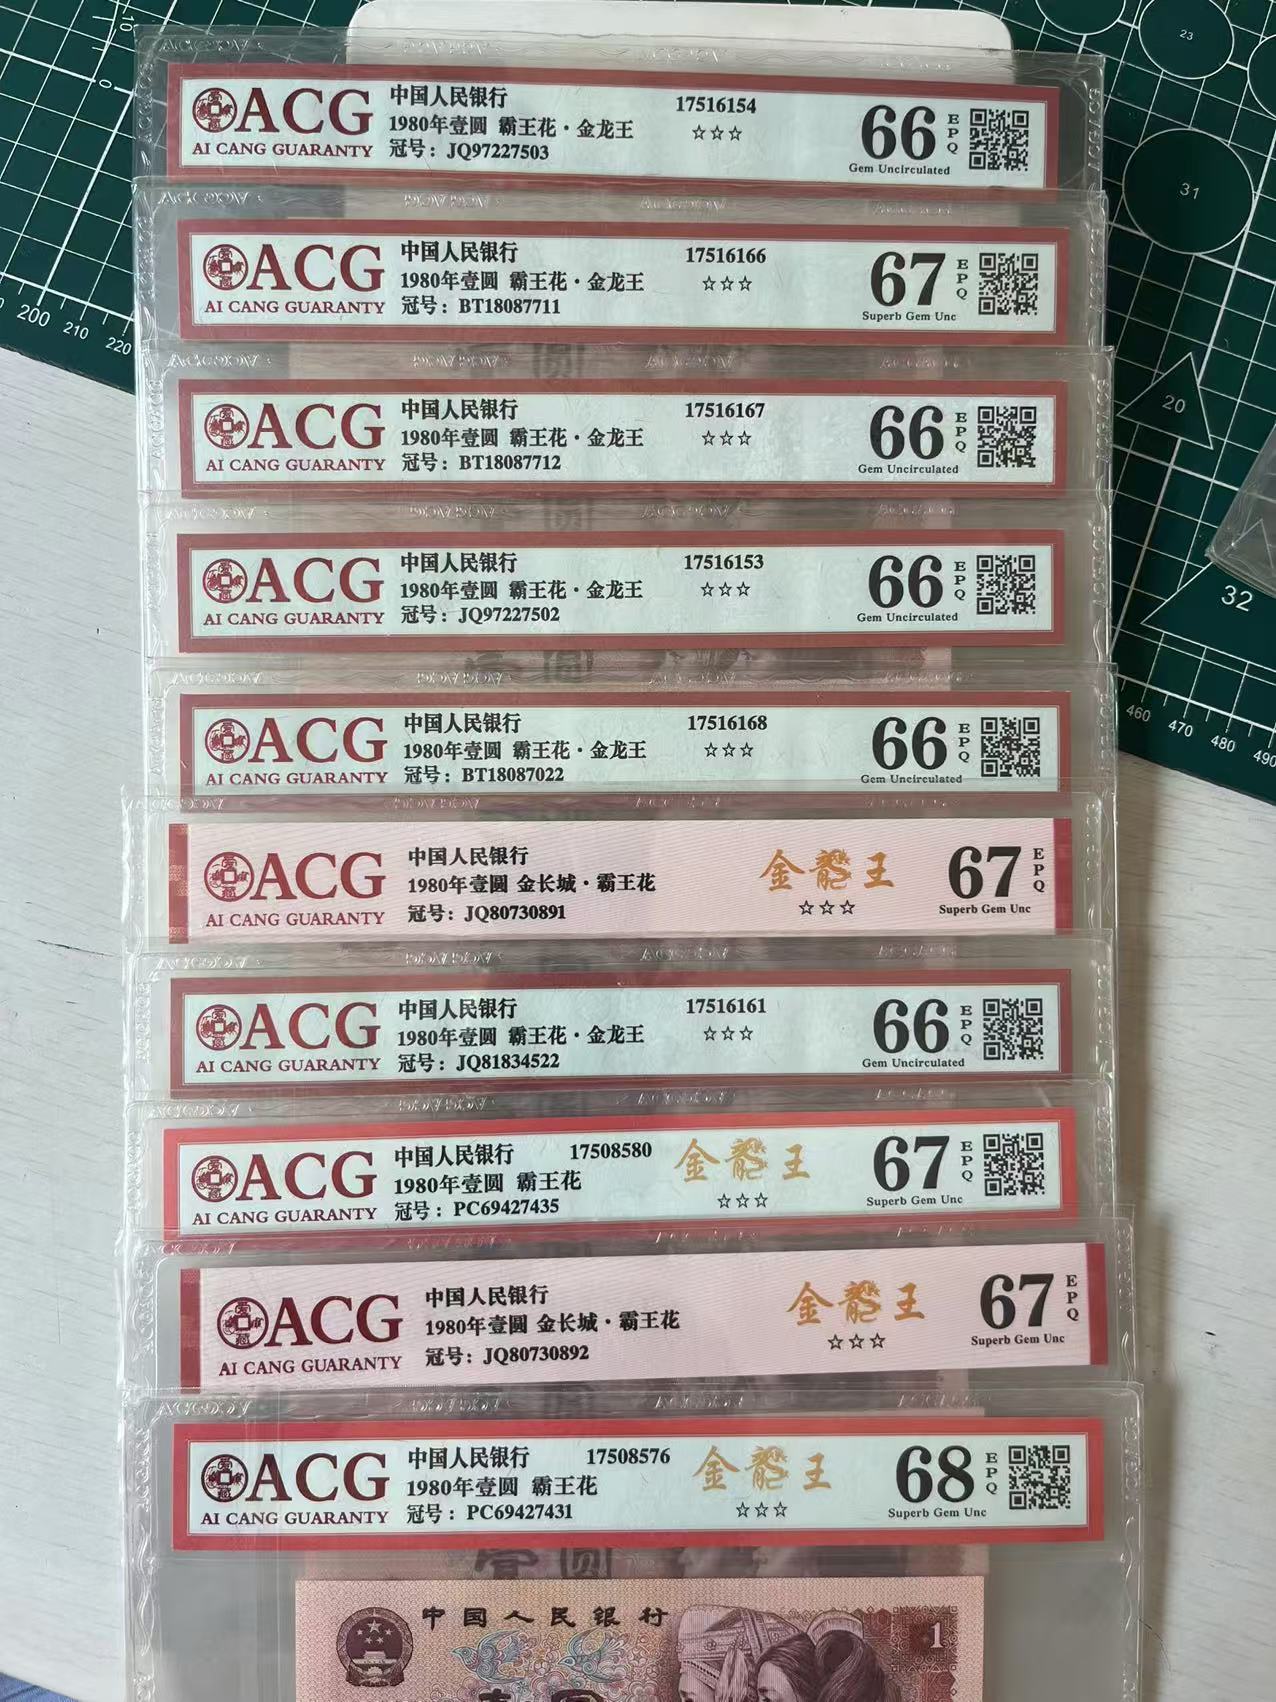 ACG
AI CANG GUARANTY
中国人民银行
17516154
1980年壹圆 霸王花·金龙王
☆☆☆
冠号：JQ97227503
66
EPQ
Gem Uncirculated
ACG
AI CANG GUARANTY
中国人民银行
17516166
1980年壹圆 霸王花·金龙王
☆☆☆
冠号：BT18087711
67
EPQ
Superb Gem Unc
ACG
AI CANG GUARANTY
中国人民银行
17516167
1980年壹圆 霸王花·金龙王
☆☆☆
冠号：BT18087712
66
EPQ
Gem Uncirculated
ACG
AI CANG GUARANTY
中国人民银行
17516153
1980年壹圆 霸王花·金龙王
☆☆☆
冠号：JQ97227502
66
EPQ
Gem Uncirculated
ACG
AI CANG GUARANTY
中国人民银行
17516168
1980年壹圆 霸王花·金龙王
☆☆☆
冠号：BT18087022
66
EPQ
Gem Uncirculated
ACG
AI CANG GUARANTY
中国人民银行
1980年壹圆 金长城·霸王花
冠号：JQ80730891
金龍王
☆☆☆
67
EPQ
Superb Gem Unc
ACG
AI CANG GUARANTY
中国人民银行
17516161
1980年壹圆 霸王花·金龙王
☆☆☆
冠号：JQ81834522
66
EPQ
Gem Uncirculated
ACG
AI CANG GUARANTY
中国人民银行
17508580
1980年壹圆 霸王花
冠号：PC69427435
金龍王
☆☆☆
67
EPQ
Superb Gem Unc
ACG
AI CANG GUARANTY
中国人民银行
1980年壹圆 金长城·霸王花
冠号：JQ80730892
金龍王
☆☆☆
67
EPQ
Superb Gem Unc
ACG
AI CANG GUARANTY
中国人民银行
17508576
1980年壹圆 霸王花
冠号：PC69427431
金龍王
☆☆☆
68
EPQ
Superb Gem Unc
中国人民银行
1
壹圆
23
31
20
32
10
0
200
210
220
460
470
480
490